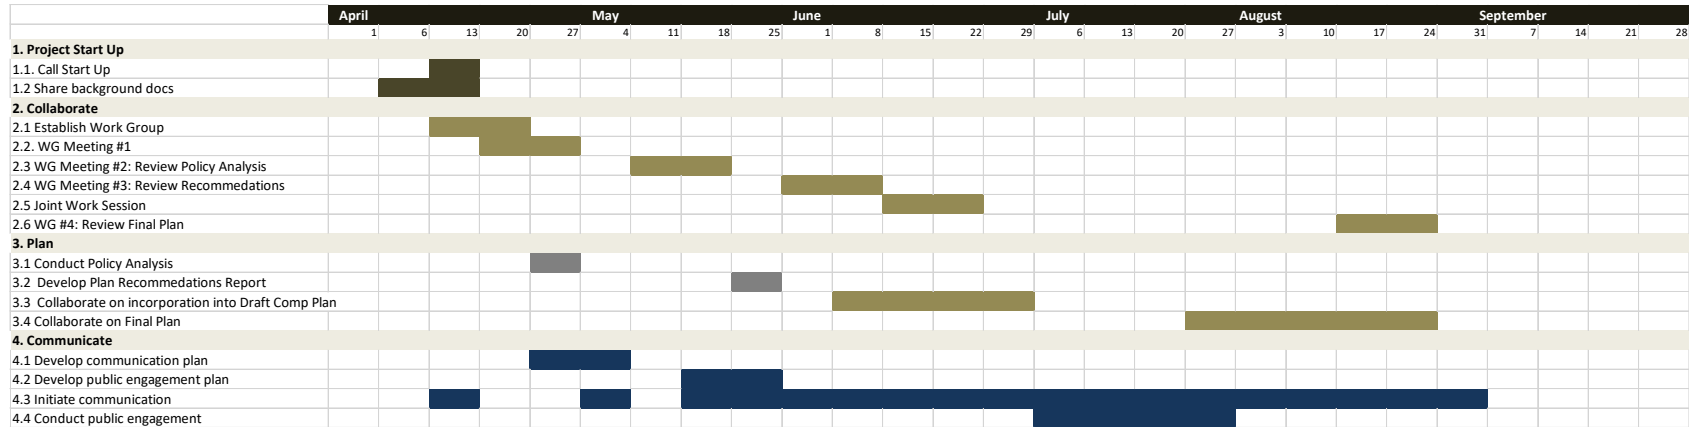 April May June July August September
1 6 13 20 27 4 11 18 25 1 8 15 22 29 6 13 20 27 3 10 17 24 31 7 14 21 28
1. Project Start Up
1.1. Call Start Up
1.2 Share background docs
2. Collaborate
2.1 Establish Work Group
2.2. WG Meeting #1
2.3 WG Meeting #2: Review Policy Analysis
2.4 WG Meeting #3: Review Recommedations
2.5 Joint Work Session
2.6 WG #4: Review Final Plan
3. Plan
3.1 Conduct Policy Analysis
3.2 Develop Plan Recommedations Report
3.3 Collaborate on incorporation into Draft Comp Plan
3.4 Collaborate on Final Plan
4. Communicate
4.1 Develop communication plan
4.2 Develop public engagement plan
4.3 Initiate communication
4.4 Conduct public engagement